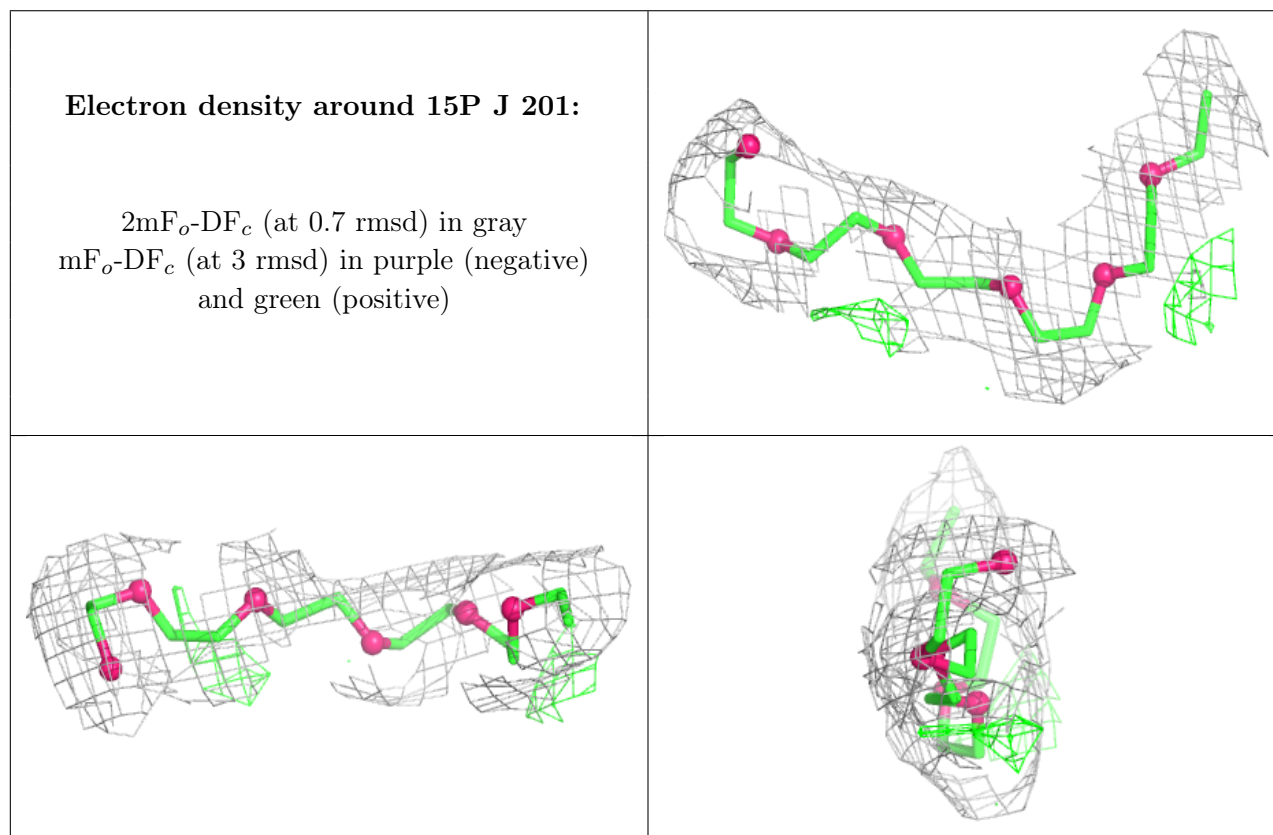 Electron density around 15P J 201:
2mFo-DFc (at 0.7 rmsd) in gray
mFo-DFc (at 3 rmsd) in purple (negative)
and green (positive)